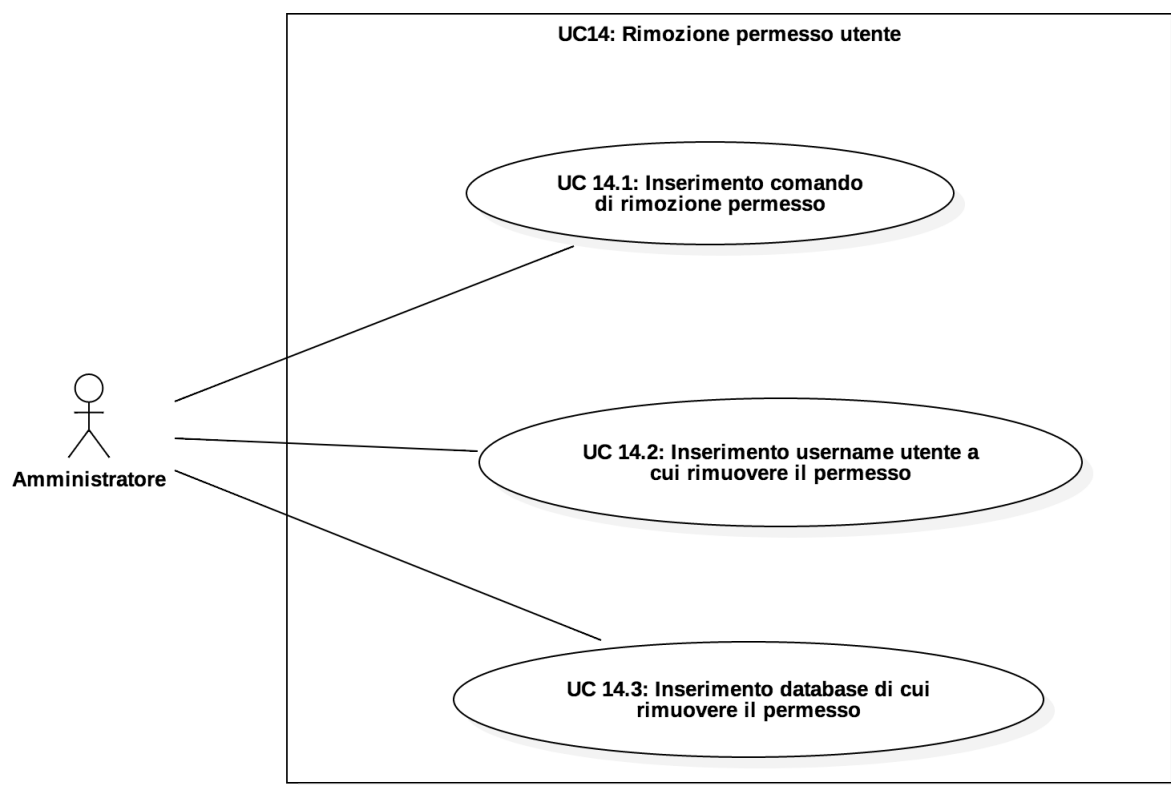 UC14: Rimozione permesso utente
UC 14.1: Inserimento comando
di rimozione permesso
Amministratore
UC 14.2: Inserimento username utente a
cui rimuovere il permesso
UC 14.3: Inserimento database di cui
rimuovere il permesso